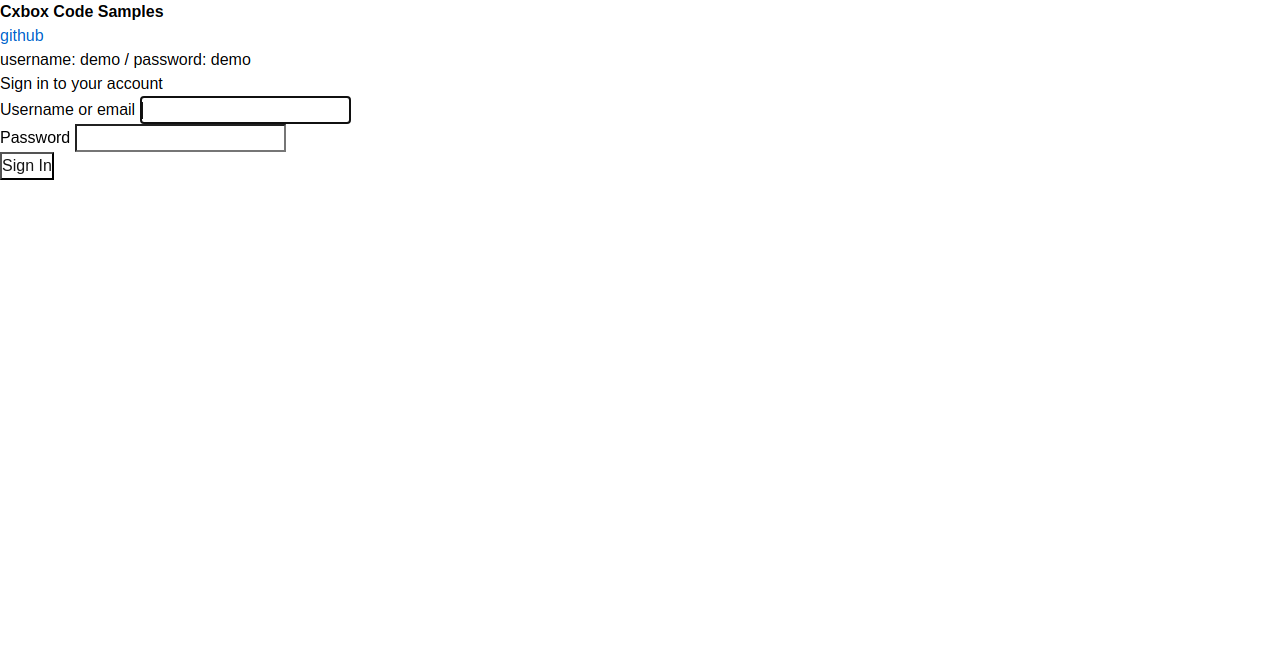 Cxbox Code Samples
github
username: demo / password: demo
Sign in to your account
Username or email
Password
Sign In